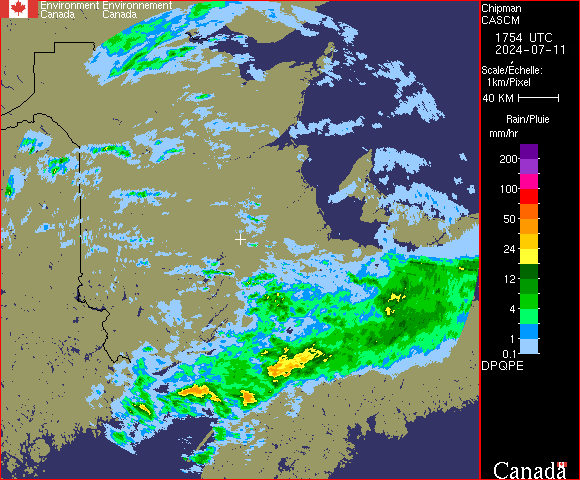 Environment Environnement
Canada Canada
Chipman
CASCM
1754 UTC
2024-07-11
Scale/Échelle:
1km/Pixel
40 KM
Rain/Pluie
mm/hr
200
100
50
24
12
4
1
0.1
DPQPE
Canada